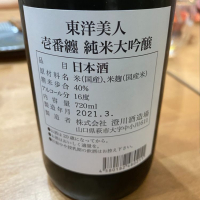 東洋美人
壱番纏 純米大吟醸
品目 日本酒
原材料名 米(国産)、米麹(国産米)
精米歩合 40%
アルコール分 16度
内容量 720ml
製造年月 2021.3.
製造者 株式会社 澄川酒造場
山口県萩市大字中小川611